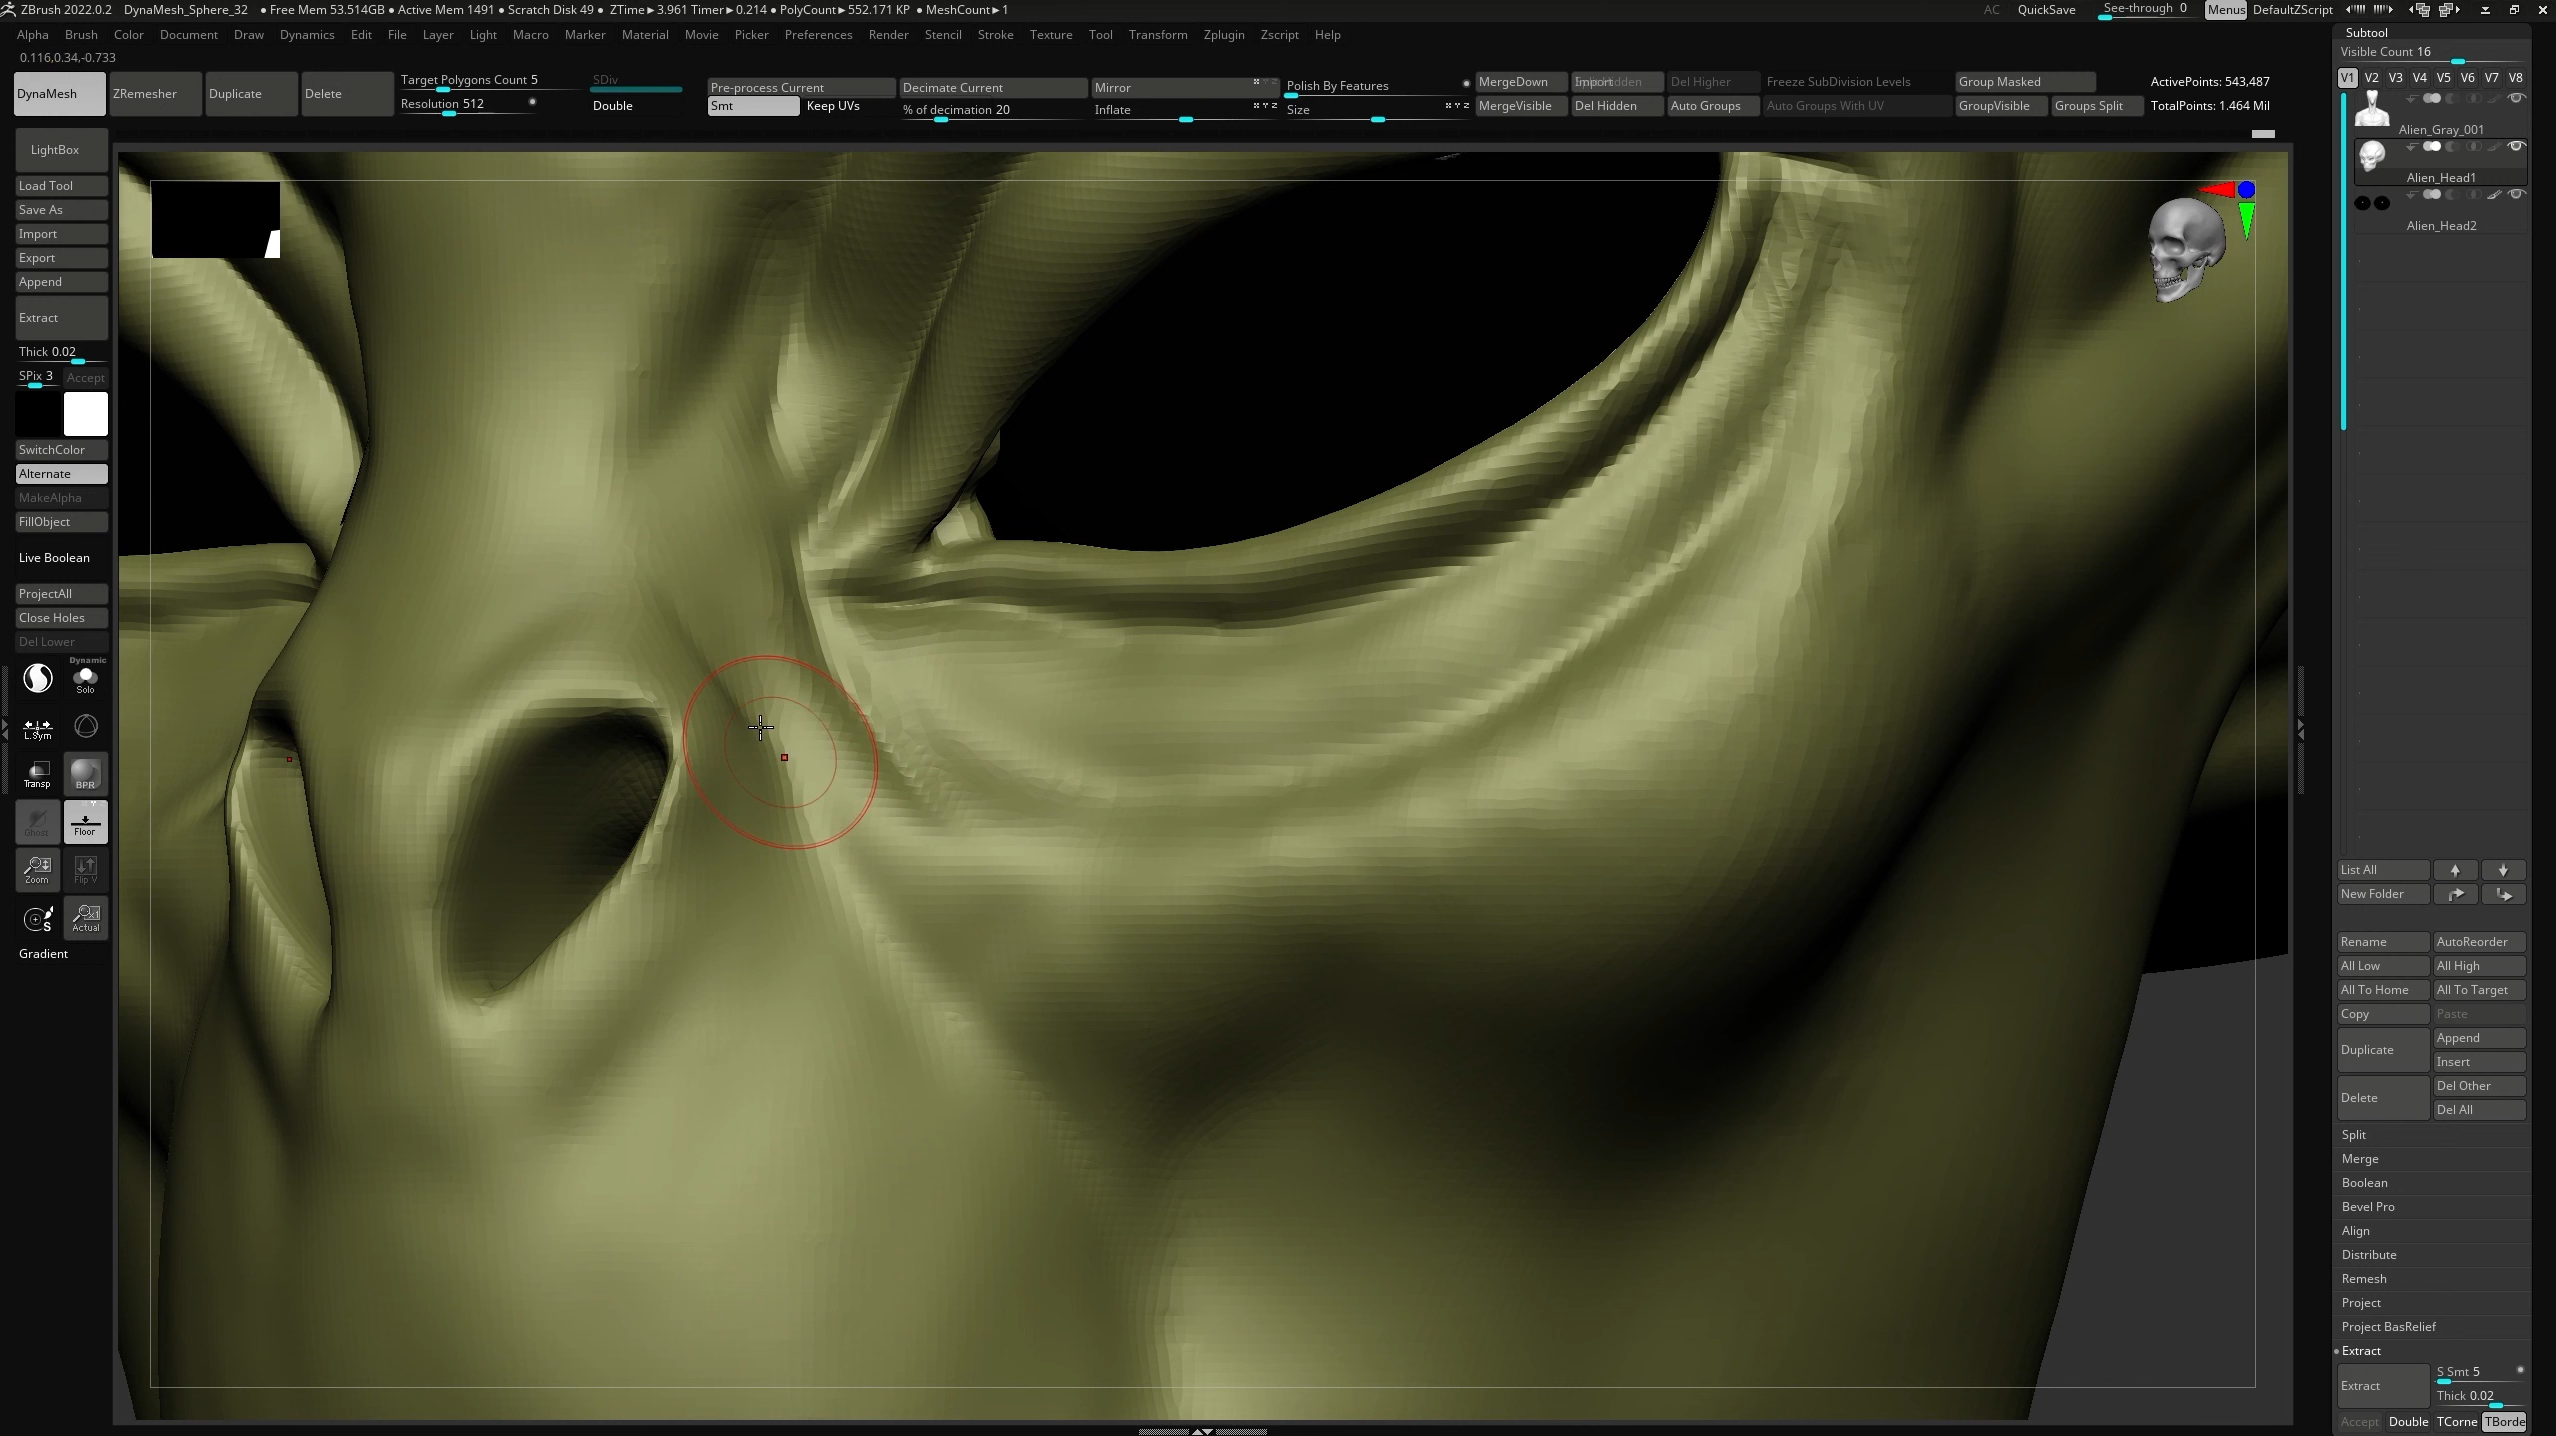 ZBrush 2022.0.2 DynaMesh_Sphere_32 • Free Mem 53.514GB • Active Mem 1491 • Scratch Disk 49 • ZTime►3.961 Timer►0.214 • PolyCount►552.171 KP • MeshCount►1 AC QuickSave See-through 0 Menus DefaultZScript
Alpha Brush Color Document Draw Dynamics Edit File Layer Light Macro Marker Material Movie Picker Preferences Render Stencil Stroke Texture Tool Transform Zplugin Zscript Help
0.116,0.34,-0.733
DynaMesh ZRemesher Duplicate Delete
Target Polygons Count 5
Resolution 512
SDiv
Double
Pre-process Current
Smt Keep UVs
Decimate Current
% of decimation 20
Mirror
Inflate
Polish By Features
Size
MergeDown Del Higher Freeze SubDivision Levels Group Masked
MergeVisible Del Hidden Auto Groups Auto Groups With UV GroupVisible Groups Split
ActivePoints: 543,487
TotalPoints: 1.464 Mil
LightBox
Load Tool
Save As
Import
Export
Append
Extract
Thick 0.02
SPix 3 Accept
SwitchColor
Alternate
MakeAlpha
FillObject
Live Boolean
ProjectAll
Close Holes
Del Lower
Dynamic
Solo
L.Sym
Transp BPR
Ghost Floor
Zoom Flip V
S Actual
Gradient
Subtool
Visible Count 16
V1 V2 V3 V4 V5 V6 V7 V8
Alien_Gray_001
Alien_Head1
Alien_Head2
List All
New Folder
Rename AutoReorder
All Low All High
All To Home All To Target
Copy Paste
Duplicate Append
Insert
Delete Del Other
Del All
Split
Merge
Boolean
Bevel Pro
Align
Distribute
Remesh
Project
Project BasRelief
Extract
Extract S Smt 5
Thick 0.02
Accept Double TCorne TBorde